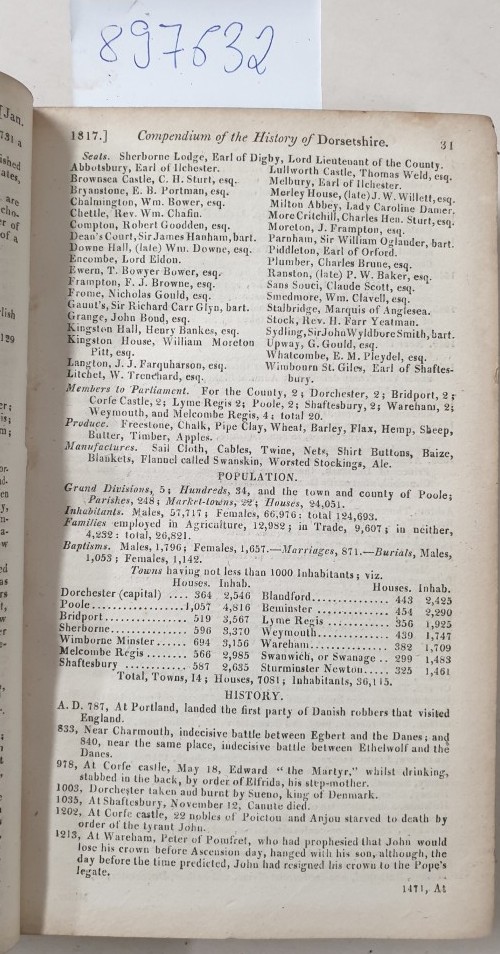 897632
[Jan.
731 a
ished
ates,
are
cho-
er of
of a
rlish
129
er;
is;
m;
or.
nd.
en
y,
n-
a-
w
1817.] Compendium of the History of Dorsetshire. 31
Seats. Sherborne Lodge, Earl of Digby, Lord Lieutenant of the County.
Abbotsbury, Earl of Ilchester.
Brownsea Castle, C. H. Sturt, esq.
Bryanstone, E. B. Portman, esq.
Chalmington, Wm. Bower, esq.
Chettle, Rev. Wm. Chafin.
Compton, Robert Goodden, esq.
Dean's Court, Sir James Hanham, bart.
Downe Hall, (late) Wm. Downe, esq.
Encombe, Lord Eldon.
Ewern, T. Bowyer Bower, esq.
Frampton, F. J. Browne, esq.
Frome, Nicholas Gould, esq.
Gaunt's, Sir Richard Carr Glyn, bart.
Grange, John Bond, esq.
Kingston Hall, Henry Bankes, esq.
Kingston House, William Moreton
Pitt, esq.
Langton, J. J. Farquharson, esq.
Litchet, W. Trenchard, esq.
Lullworth Castle, Thomas Weld, esq.
Melbury, Earl of Ilchester.
Morley House, (late) J. W. Willett, esq.
Milton Abbey, Lady Caroline Damer.
More Critchill, Charles Hen. Sturt, esq.
Moreton, J. Frampton, esq.
Parnham, Sir William Oglander, bart.
Piddleton, Earl of Orford.
Plumber, Charles Brune, esq.
Ranston, (late) P. W. Baker, esq.
Sans Souci, Claude Scott, esq.
Smedmore, Wm. Clavell, esq.
Stalbridge, Marquis of Anglesea.
Stock, Rev. H. Farr Yeatman.
Sydling, Sir John Wyldbore Smith, bart.
Upway, G. Gould, esq.
Whatcombe, E. M. Pleydel, esq.
Wimbourn St. Giles, Earl of Shaftes-
bury.
Members to Parliament. For the County, 2; Dorchester, 2; Bridport, 2;
Corfe Castle, 2; Lyme Regis 2; Poole, 2; Shaftesbury, 2; Wareham, 2;
Weymouth, and Melcombe Regis, 4; total 20.
Produce. Freestone, Chalk, Pipe Clay, Wheat, Barley, Flax, Hemp, Sheep,
Butter, Timber, Apples.
Manufactures. Sail Cloth, Cables, Twine, Nets, Shirt Buttons, Baize,
Blankets, Flannel called Swanskin, Worsted Stockings, Ale.
POPULATION.
Grand Divisions, 5; Hundreds, 34, and the town and county of Poole;
Parishes, 248; Market-towns, 22; Houses, 24,051.
Inhabitants. Males, 57,717; Females, 66,976: total 124,693.
Families employed in Agriculture, 12,982; in Trade, 9,607; in neither,
4,232: total, 26,821.
Baptisms. Males, 1,796; Females, 1,657.—Marriages, 871.—Burials, Males,
1,053; Females, 1,142.
Towns having not less than 1000 Inhabitants; viz.
Houses. Inhab.
Dorchester (capital) .... 364 2,546
Poole .................. 1,057 4,816
Bridport ................ 519 3,567
Sherborne............... 596 3,370
Wimborne Minster....... 694 3,156
Melcombe Regis ........ 566 2,985
Shaftesbury ............ 587 2,635
Houses. Inhab.
Blandford.............. 443 2,425
Beminster ............. 454 2,290
Lyme Regis ............ 356 1,925
Weymouth.............. 439 1,747
Wareham............... 382 1,709
Swanwich, or Swanage .. 299 1,483
Sturminster Newton..... 325 1,461
Total, Towns, 14; Houses, 7081; Inhabitants, 36,115.
HISTORY.
A. D. 787, At Portland, landed the first party of Danish robbers that visited
England.
833, Near Charmouth, indecisive battle between Egbert and the Danes; and
840, near the same place, indecisive battle between Ethelwolf and the
Danes.
978, At Corfe castle, May 18, Edward "the Martyr," whilst drinking,
stabbed in the back, by order of Elfrida, his step-mother.
1003, Dorchester taken and burnt by Sueno, king of Denmark.
1035, At Shaftesbury, November 12, Canute died.
1202, At Corfe castle, 22 nobles of Poictou and Anjou starved to death by
order of the tyrant John.
1213, At Wareham, Peter of Pomfret, who had prophesied that John would
lose his crown before Ascension day, hanged with his son, although, the
day before the time predicted, John had resigned his crown to the Pope's
legate.
1471, At